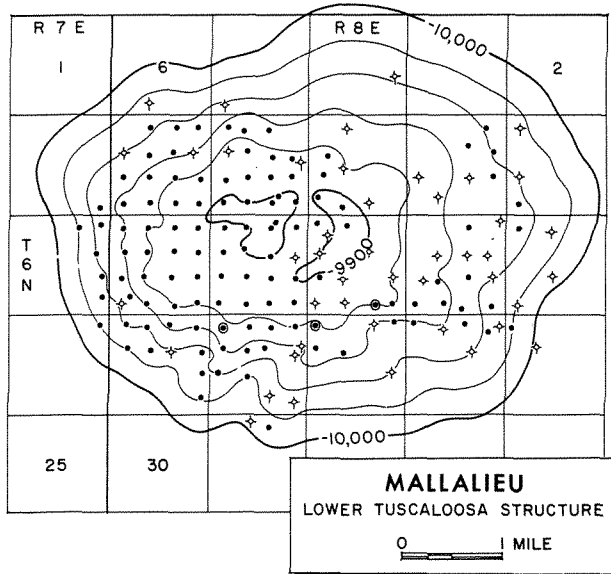 R 7 E
R 8 E
-10,000
1
6
2
T
6
N
-9900
-10,000
25
30
MALLALIEU
LOWER TUSCALOOSA STRUCTURE
0 1 MILE